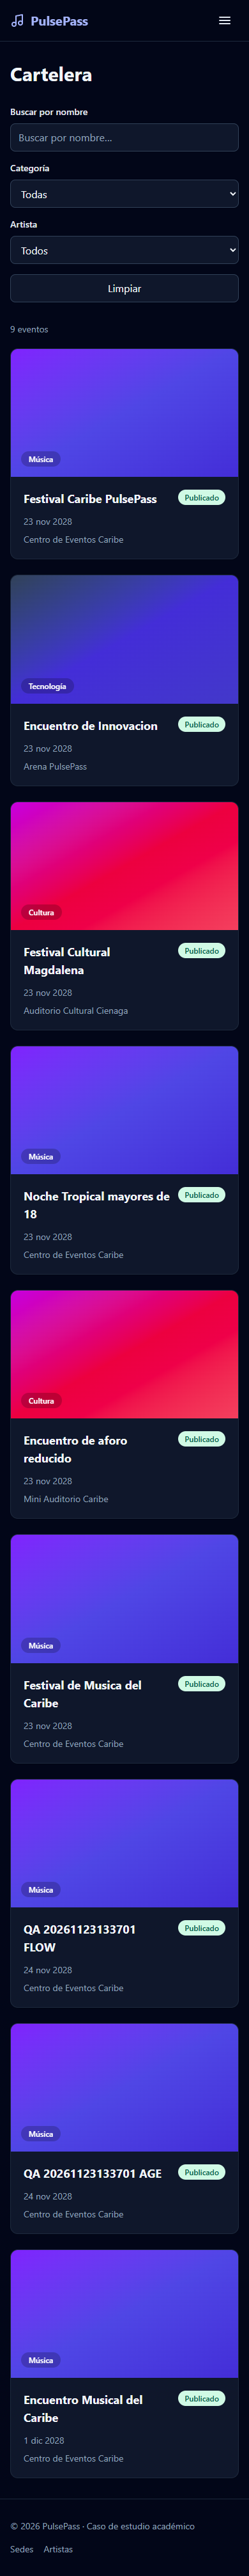 PulsePass
Cartelera
Buscar por nombre
Buscar por nombre...
Categoría
Todas
Artista
Todos
Limpiar
9 eventos
Música
Festival Caribe PulsePass
Publicado
23 nov 2028
Centro de Eventos Caribe
Tecnología
Encuentro de Innovacion
Publicado
23 nov 2028
Arena PulsePass
Cultura
Festival Cultural
Magdalena
Publicado
23 nov 2028
Auditorio Cultural Cienaga
Música
Noche Tropical mayores de
18
Publicado
23 nov 2028
Centro de Eventos Caribe
Cultura
Encuentro de aforo
reducido
Publicado
23 nov 2028
Mini Auditorio Caribe
Música
Festival de Musica del
Caribe
Publicado
23 nov 2028
Centro de Eventos Caribe
Música
QA 20261123133701
FLOW
Publicado
24 nov 2028
Centro de Eventos Caribe
Música
QA 20261123133701 AGE
Publicado
24 nov 2028
Centro de Eventos Caribe
Música
Encuentro Musical del
Caribe
Publicado
1 dic 2028
Centro de Eventos Caribe
© 2026 PulsePass · Caso de estudio académico
Sedes Artistas